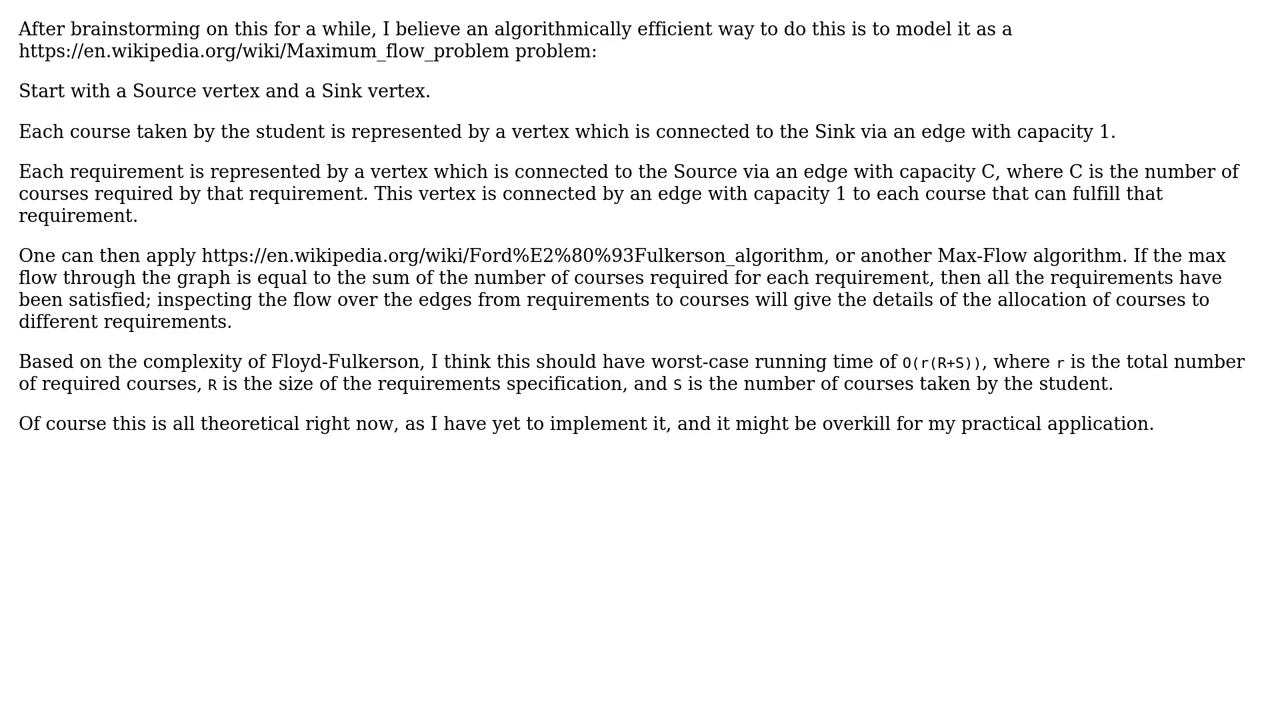 After brainstorming on this for a while, I believe an algorithmically efficient way to do this is to model it as a
https://en.wikipedia.org/wiki/Maximum_flow_problem problem:
Start with a Source vertex and a Sink vertex.
Each course taken by the student is represented by a vertex which is connected to the Sink via an edge with capacity 1.
Each requirement is represented by a vertex which is connected to the Source via an edge with capacity C, where C is the number of
courses required by that requirement. This vertex is connected by an edge with capacity 1 to each course that can fulfill that
requirement.
One can then apply https://en.wikipedia.org/wiki/Ford%E2%80%93Fulkerson_algorithm, or another Max-Flow algorithm. If the max
flow through the graph is equal to the sum of the number of courses required for each requirement, then all the requirements have
been satisfied; inspecting the flow over the edges from requirements to courses will give the details of the allocation of courses to
different requirements.
Based on the complexity of Floyd-Fulkerson, I think this should have worst-case running time of O(r(R+S)), where r is the total number
of required courses, R is the size of the requirements specification, and S is the number of courses taken by the student.
Of course this is all theoretical right now, as I have yet to implement it, and it might be overkill for my practical application.